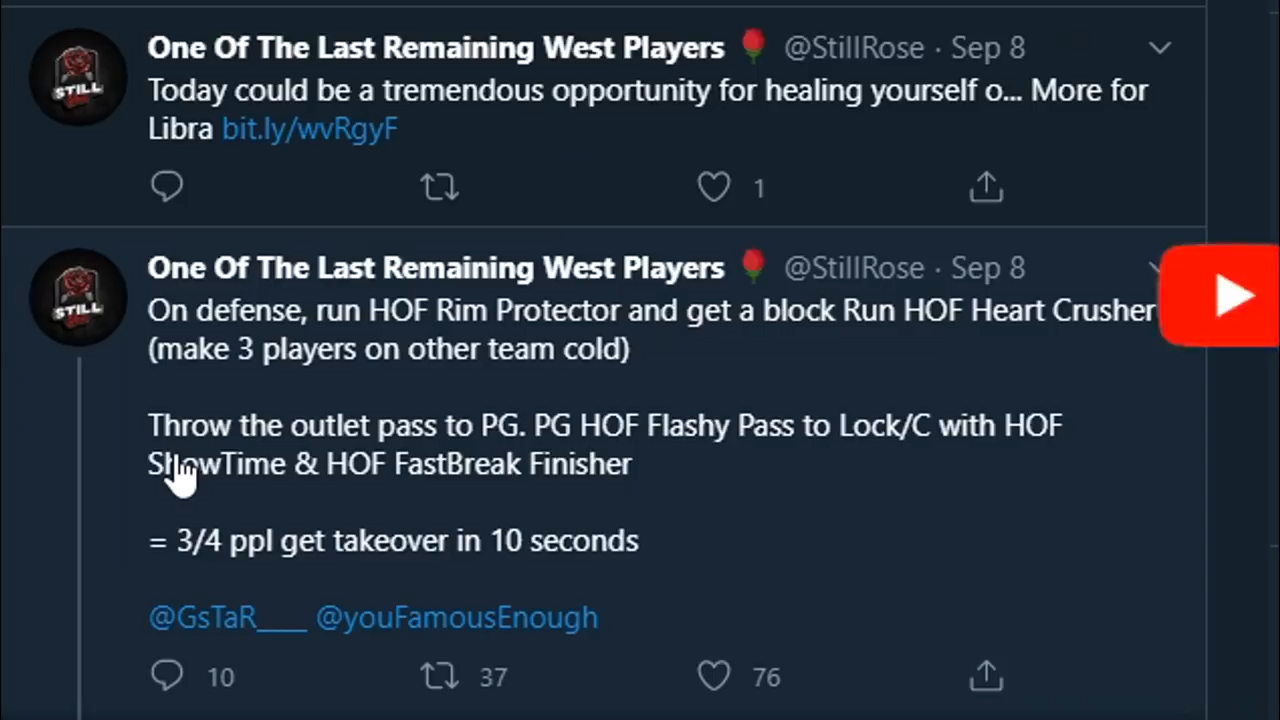 One Of The Last Remaining West Players 🌹 @StillRose · Sep 8
STILL
Today could be a tremendous opportunity for healing yourself o... More for
Libra bit.ly/wvRgyF
1
One Of The Last Remaining West Players 🌹 @StillRose · Sep 8
STILL
On defense, run HOF Rim Protector and get a block Run HOF Heart Crusher
(make 3 players on other team cold)
Throw the outlet pass to PG. PG HOF Flashy Pass to Lock/C with HOF
ShowTime & HOF FastBreak Finisher
= 3/4 ppl get takeover in 10 seconds
@GsTaR____ @youFamousEnough
10 37 76